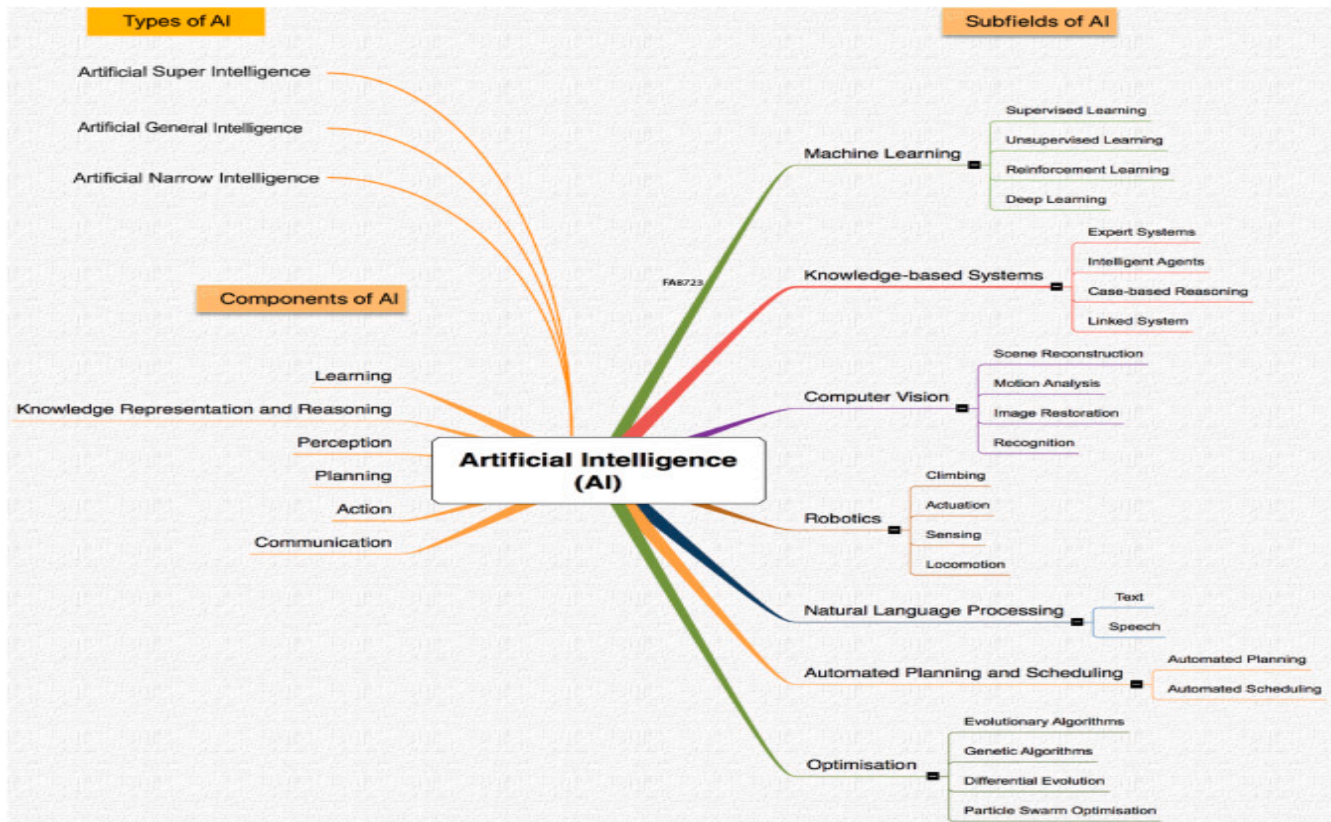 Types of AI
Artificial Super Intelligence
Artificial General Intelligence
Artificial Narrow Intelligence
Components of AI
Learning
Knowledge Representation and Reasoning
Perception
Planning
Action
Communication
Artificial Intelligence
(AI)
Subfields of AI
FA8723
Machine Learning
Supervised Learning
Unsupervised Learning
Reinforcement Learning
Deep Learning
Knowledge-based Systems
Expert Systems
Intelligent Agents
Case-based Reasoning
Linked System
Computer Vision
Scene Reconstruction
Motion Analysis
Image Restoration
Recognition
Robotics
Climbing
Actuation
Sensing
Locomotion
Natural Language Processing
Text
Speech
Automated Planning and Scheduling
Automated Planning
Automated Scheduling
Optimisation
Evolutionary Algorithms
Genetic Algorithms
Differential Evolution
Particle Swarm Optimisation